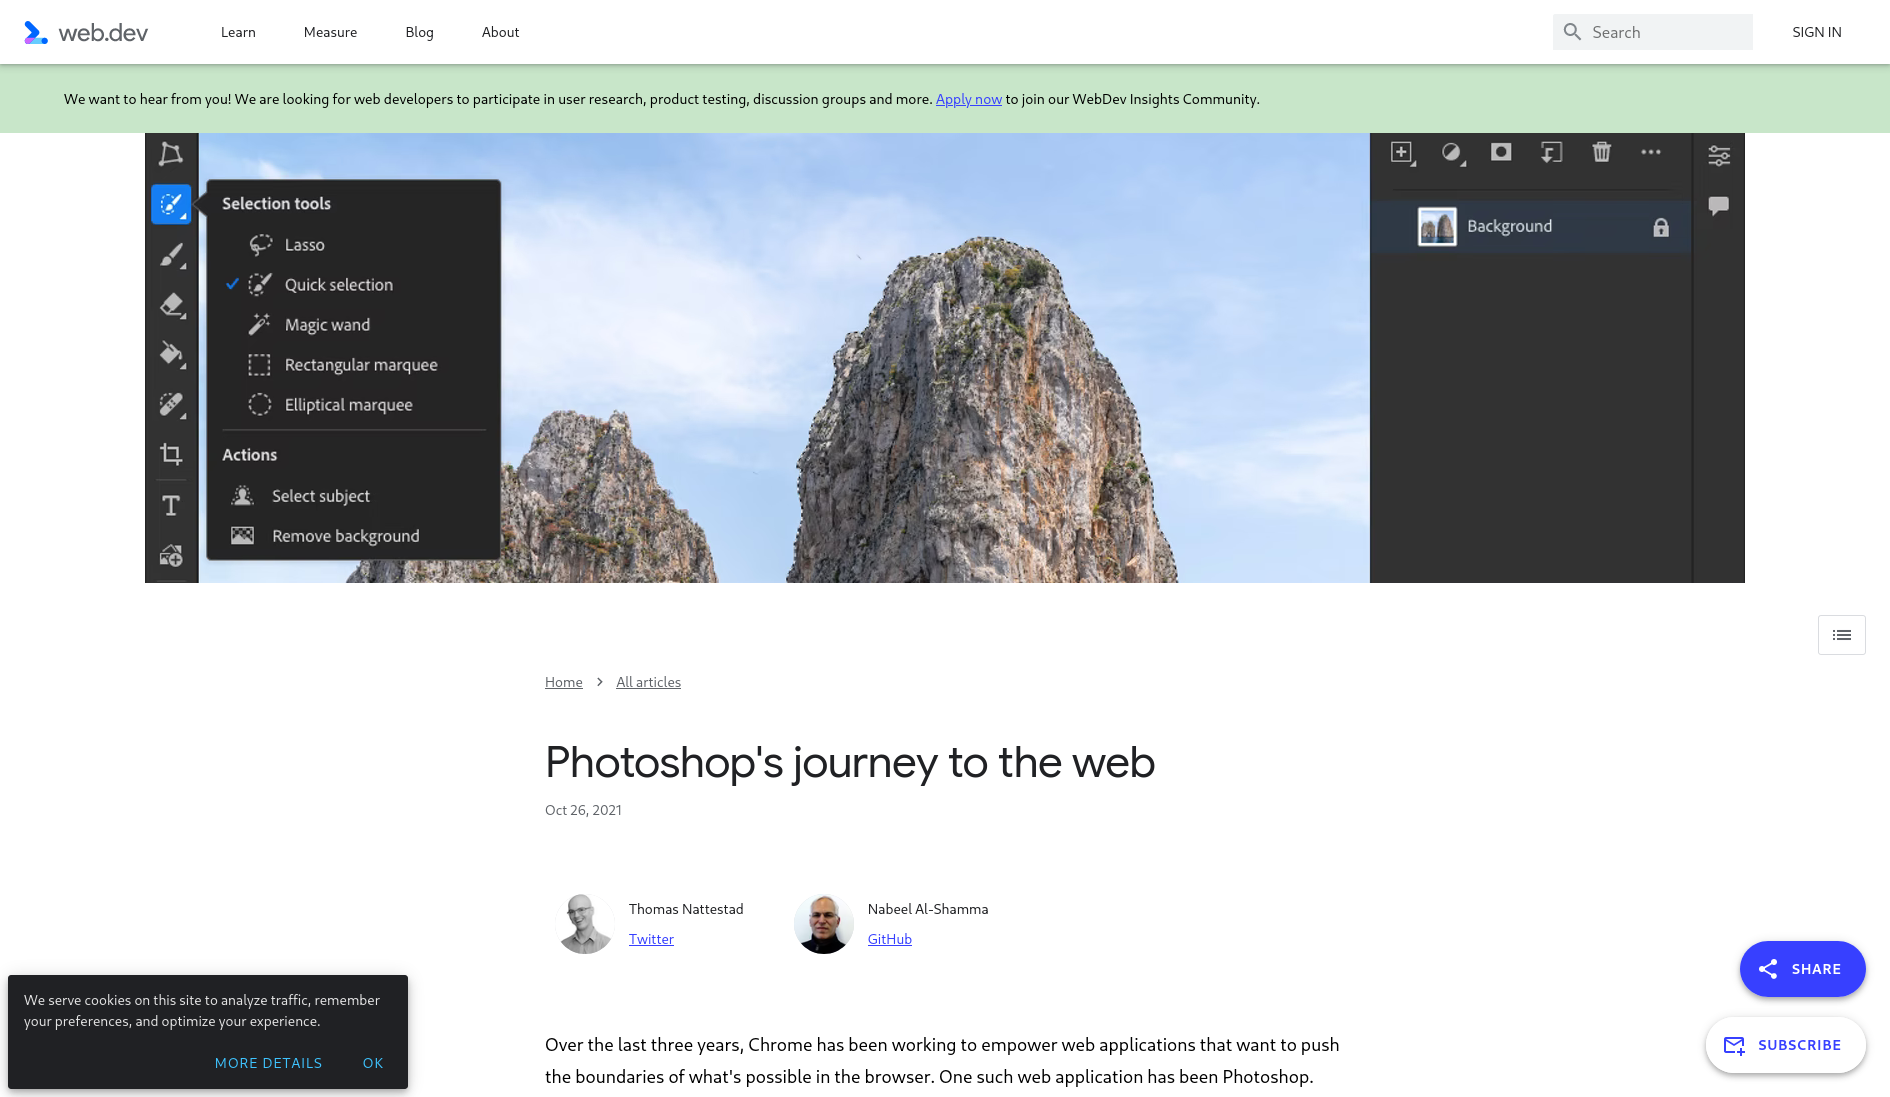 web.dev
Learn
Measure
Blog
About
Search
SIGN IN
We want to hear from you! We are looking for web developers to participate in user research, product testing, discussion groups and more. Apply now to join our WebDev Insights Community.
Selection tools
Lasso
Quick selection
Magic wand
Rectangular marquee
Elliptical marquee
Actions
Select subject
Remove background
Background
Home
All articles
Photoshop's journey to the web
Oct 26, 2021
Thomas Nattestad
Twitter
Nabeel Al-Shamma
GitHub
SHARE
SUBSCRIBE
We serve cookies on this site to analyze traffic, remember
your preferences, and optimize your experience.
MORE DETAILS
OK
Over the last three years, Chrome has been working to empower web applications that want to push
the boundaries of what's possible in the browser. One such web application has been Photoshop.